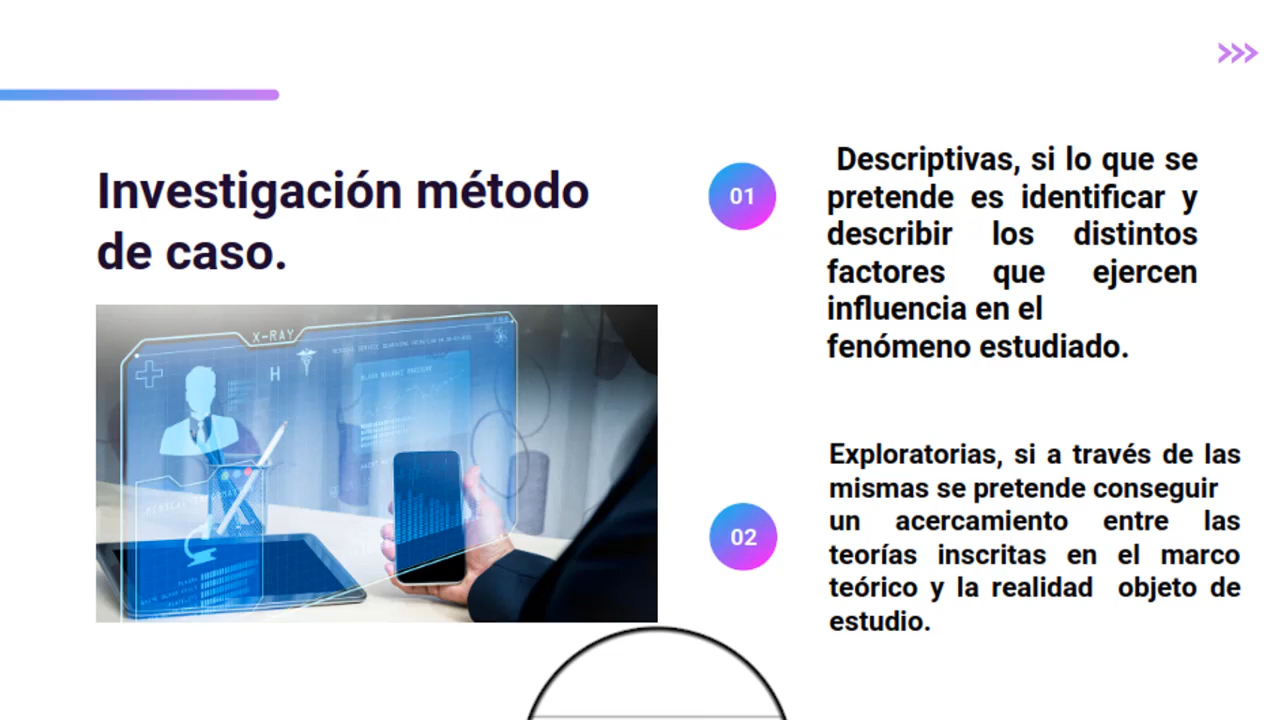 Investigación método
de caso.
X-RAY
H
01
Descriptivas, si lo que se
pretende es identificar y
describir los distintos
factores que ejercen
influencia en el
fenómeno estudiado.
02
Exploratorias, si a través de las
mismas se pretende conseguir
un acercamiento entre las
teorías inscritas en el marco
teórico y la realidad objeto de
estudio.